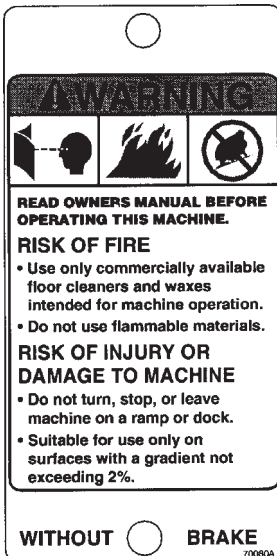 WARNING
READ OWNERS MANUAL BEFORE
OPERATING THIS MACHINE.
RISK OF FIRE
• Use only commercially available
floor cleaners and waxes
intended for machine operation.
• Do not use flammable materials.
RISK OF INJURY OR
DAMAGE TO MACHINE
• Do not turn, stop, or leave
machine on a ramp or dock.
• Suitable for use only on
surfaces with a gradient not
exceeding 2%.
WITHOUT BRAKE
70080A